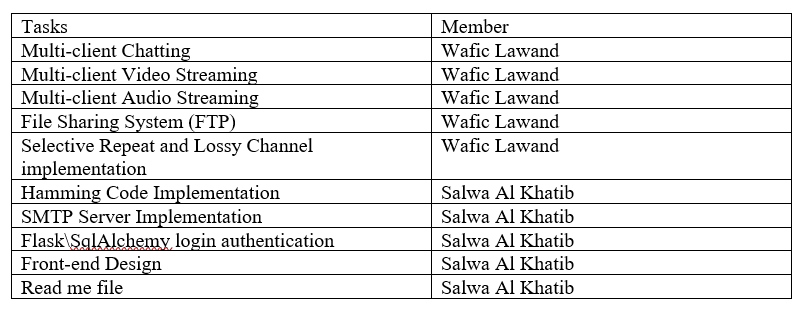 Tasks Member
Multi-client Chatting Wafic Lawand
Multi-client Video Streaming Wafic Lawand
Multi-client Audio Streaming Wafic Lawand
File Sharing System (FTP) Wafic Lawand
Selective Repeat and Lossy Channel Wafic Lawand
implementation
Hamming Code Implementation Salwa Al Khatib
SMTP Server Implementation Salwa Al Khatib
Flask\SqlAlchemy login authentication Salwa Al Khatib
Front-end Design Salwa Al Khatib
Read me file Salwa Al Khatib